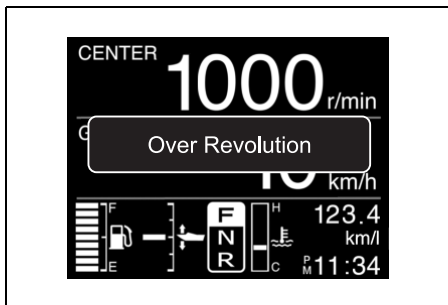 CENTER 1000 r/min
G
Over Revolution
km/h
F E
F N R
H C
123.4
km/l
PM 11:34